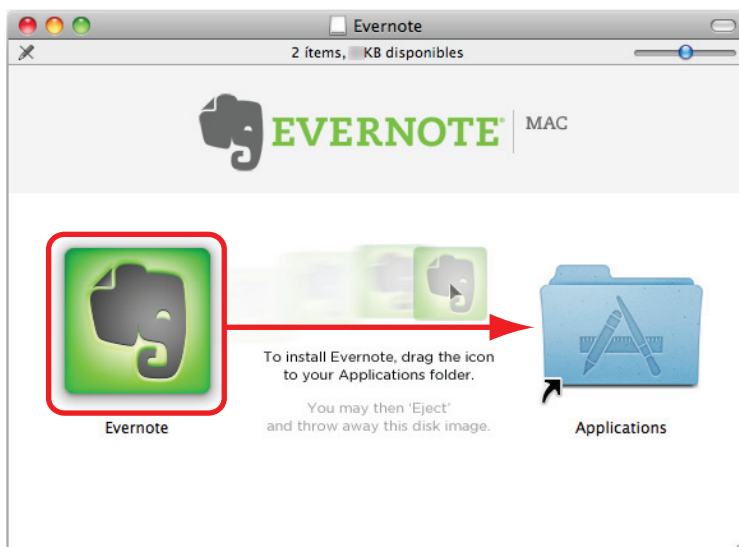 Evernote
2 ítems, KB disponibles
EVERNOTE® MAC
To install Evernote, drag the icon
to your Applications folder.
You may then 'Eject'
and throw away this disk image.
Evernote
Applications